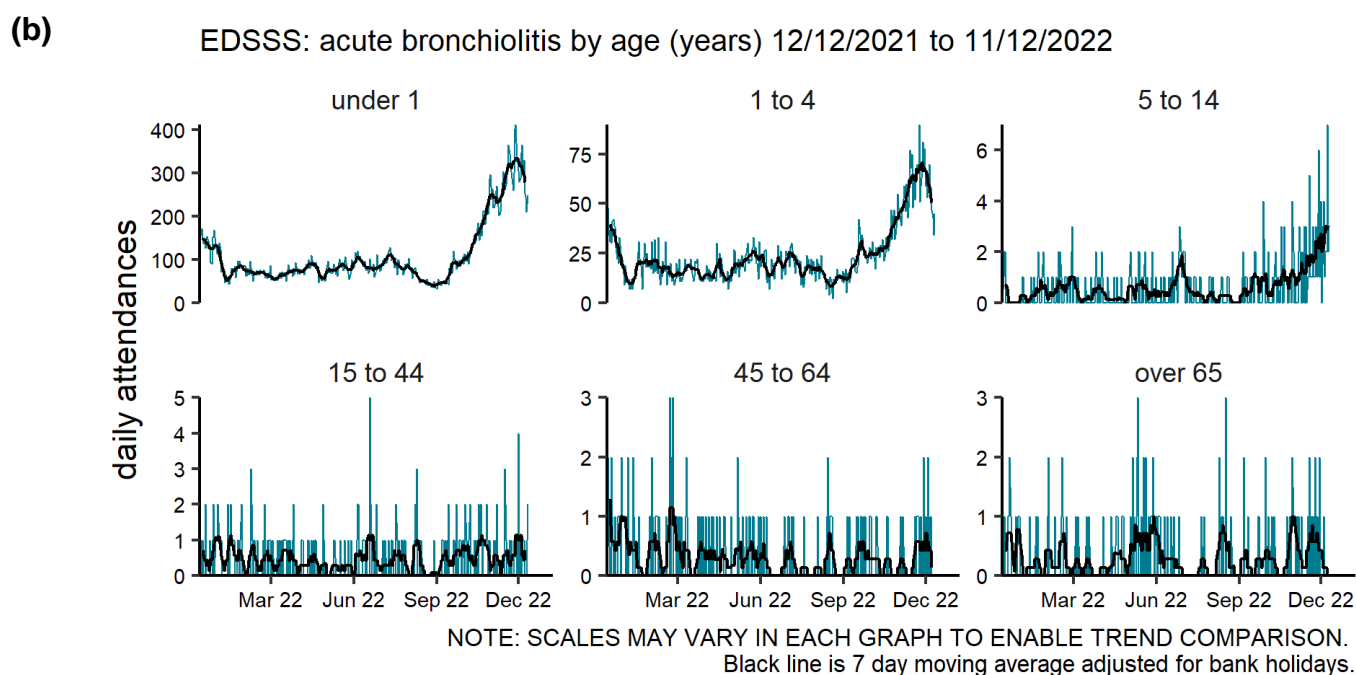 (b)
EDSSS: acute bronchiolitis by age (years) 12/12/2021 to 11/12/2022
daily attendances
under 1
400
300
200
100
0
1 to 4
75
50
25
0
5 to 14
6
4
2
0
15 to 44
5
4
3
2
1
0
Mar 22 Jun 22 Sep 22 Dec 22
45 to 64
3
2
1
0
Mar 22 Jun 22 Sep 22 Dec 22
over 65
3
2
1
0
Mar 22 Jun 22 Sep 22 Dec 22
NOTE: SCALES MAY VARY IN EACH GRAPH TO ENABLE TREND COMPARISON.
Black line is 7 day moving average adjusted for bank holidays.